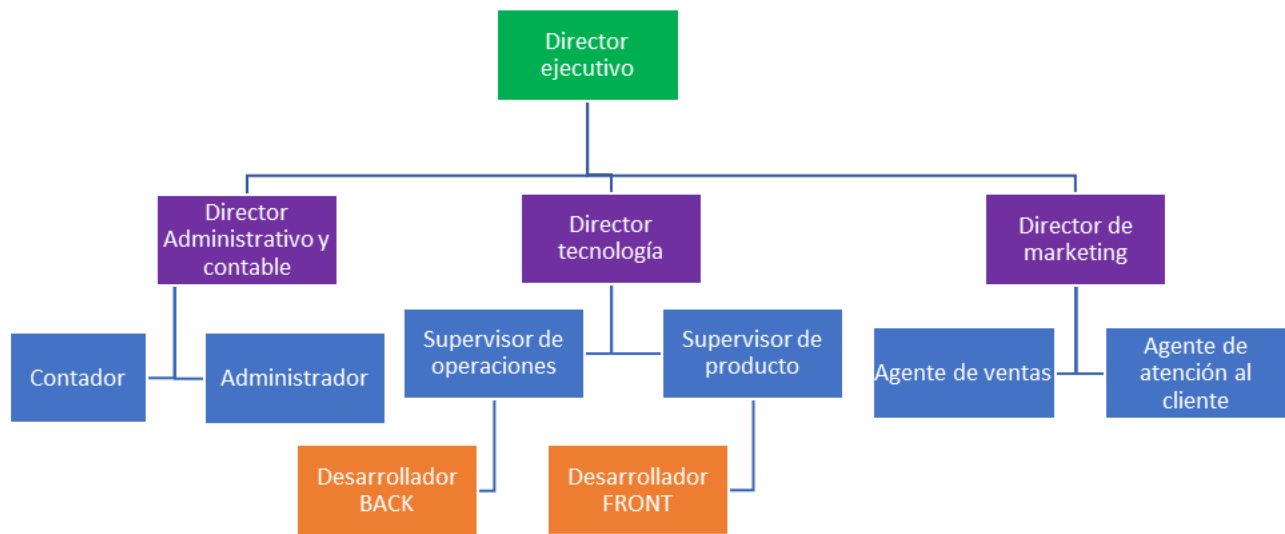 Director
ejecutivo
Director
Administrativo y
contable
Director
tecnología
Director de
marketing
Contador
Administrador
Supervisor de
operaciones
Supervisor de
producto
Agente de ventas
Agente de
atención al
cliente
Desarrollador
BACK
Desarrollador
FRONT